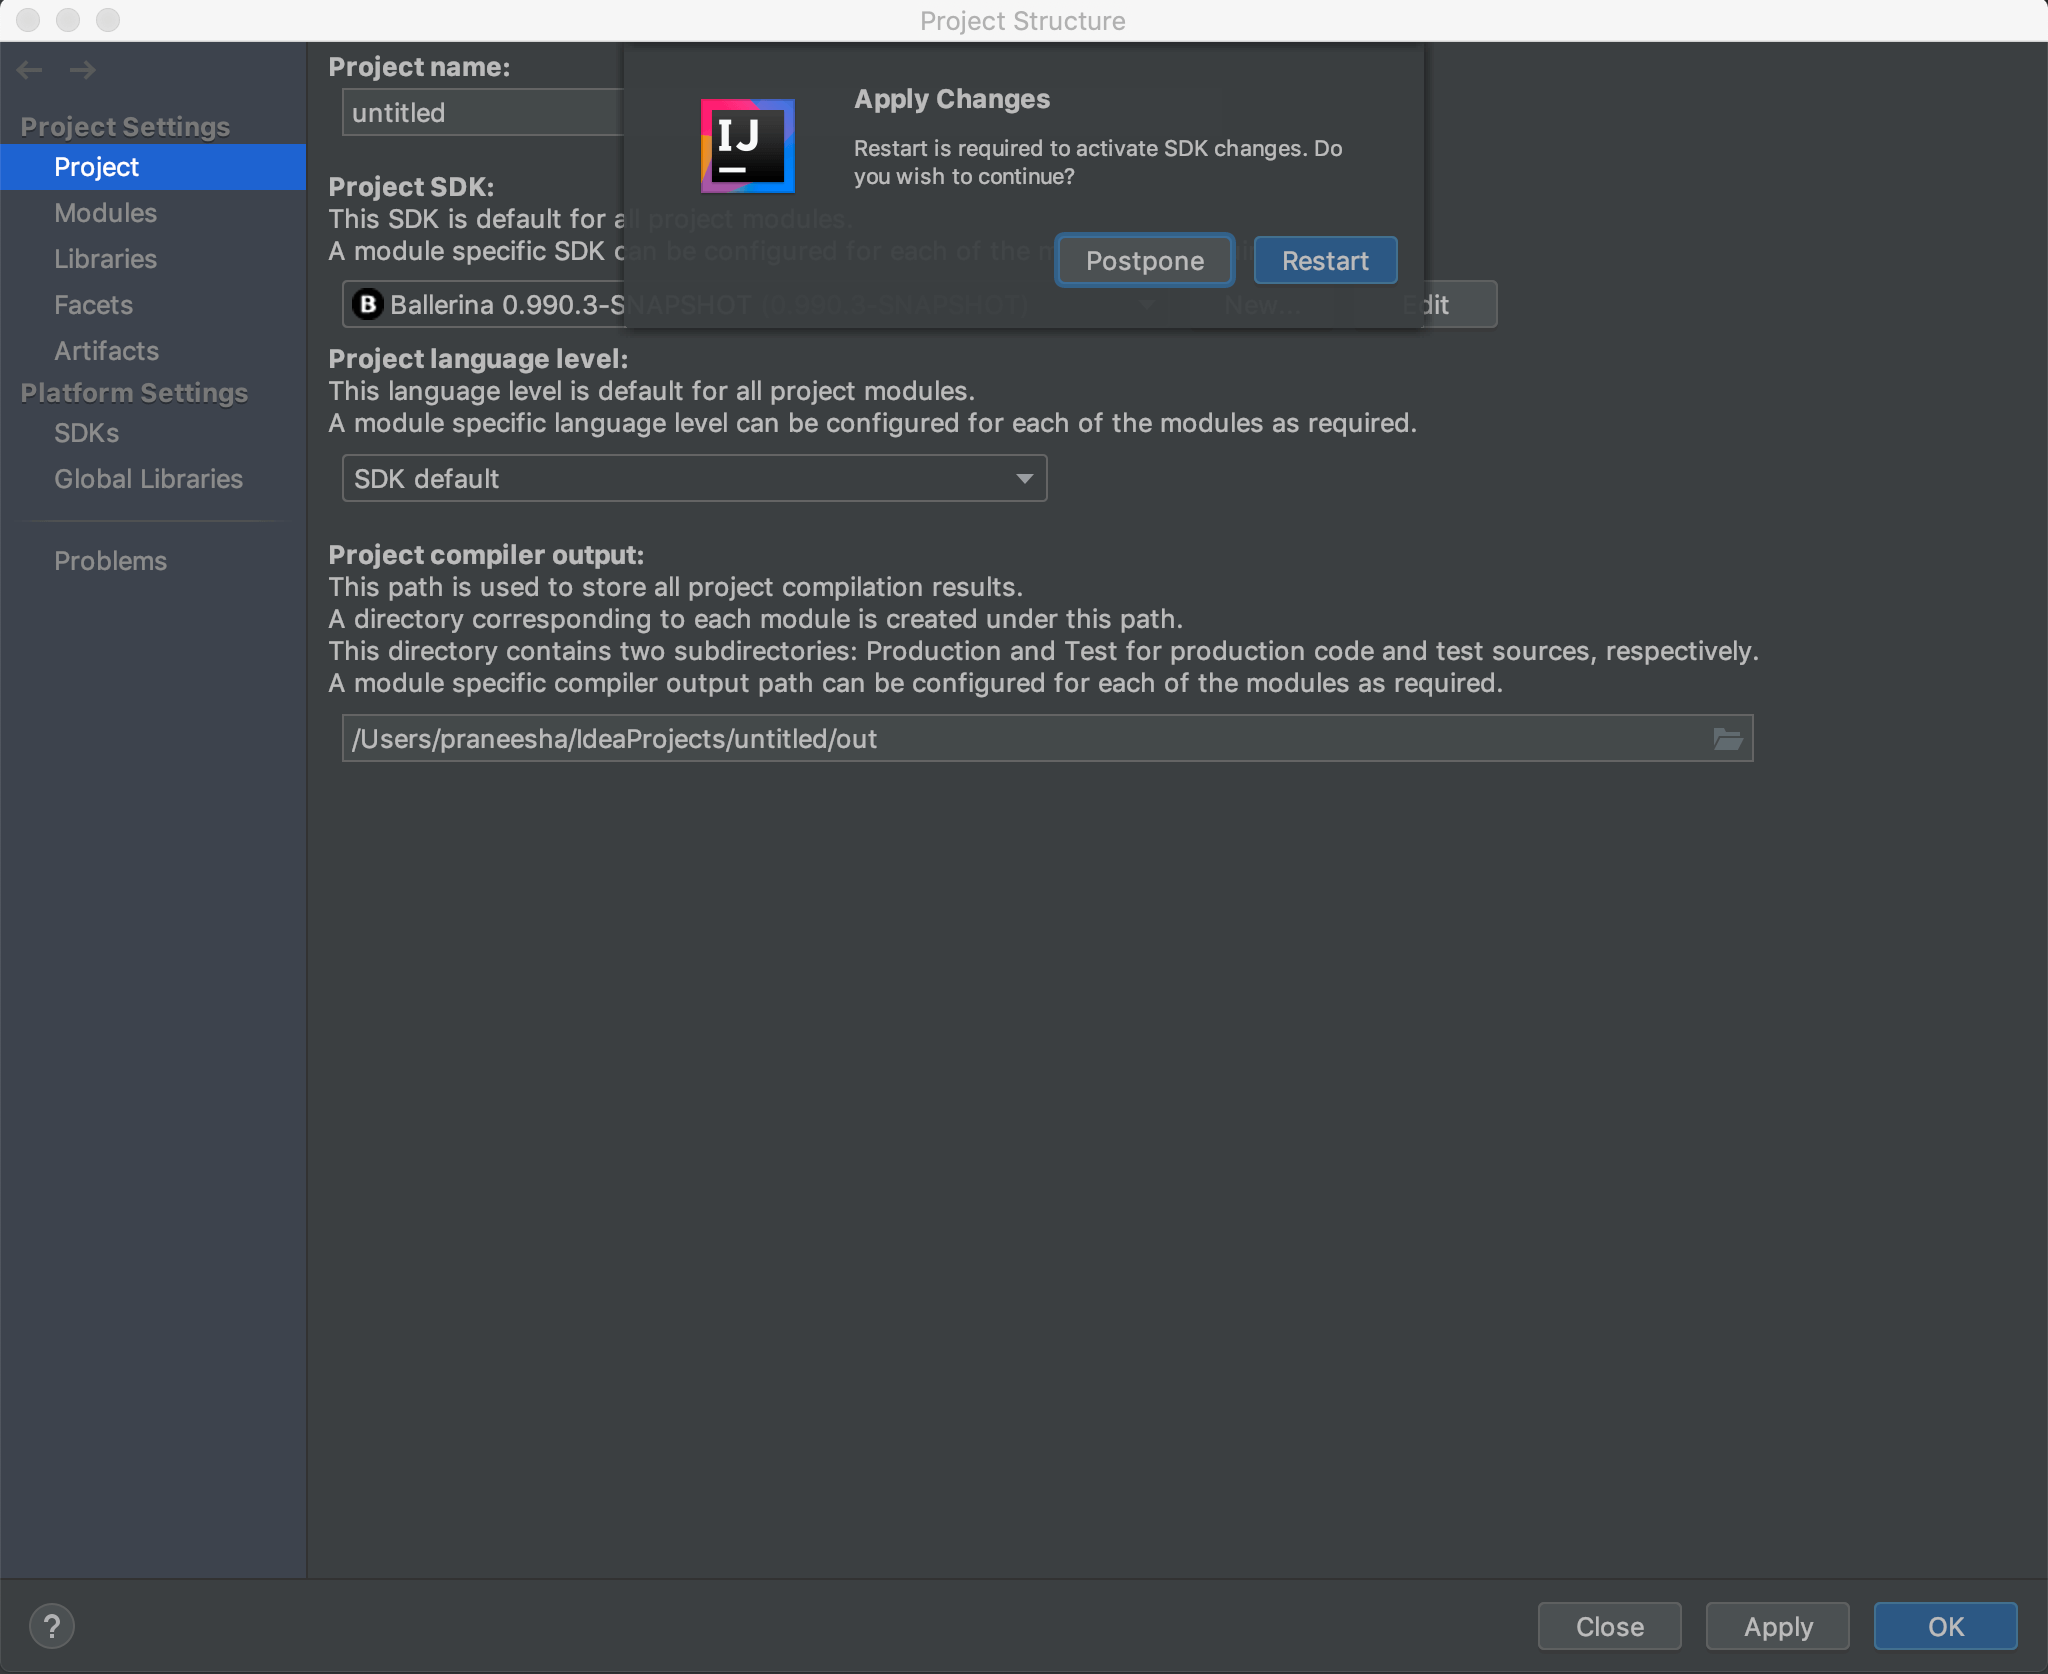 Project Structure
Project Settings
Project
Modules
Libraries
Facets
Artifacts
Platform Settings
SDKs
Global Libraries
Problems
Project name:
untitled
Project SDK:
This SDK is default for all project modules.
A module specific SDK can be configured for each of the
B Ballerina 0.990.3-SNAPSHOT (0.990.3-SNAPSHOT)
New...
Edit
IJ
Apply Changes
Restart is required to activate SDK changes. Do
you wish to continue?
Postpone
Restart
Project language level:
This language level is default for all project modules.
A module specific language level can be configured for each of the modules as required.
SDK default
Project compiler output:
This path is used to store all project compilation results.
A directory corresponding to each module is created under this path.
This directory contains two subdirectories: Production and Test for production code and test sources, respectively.
A module specific compiler output path can be configured for each of the modules as required.
/Users/praneesha/IdeaProjects/untitled/out
?
Close
Apply
OK